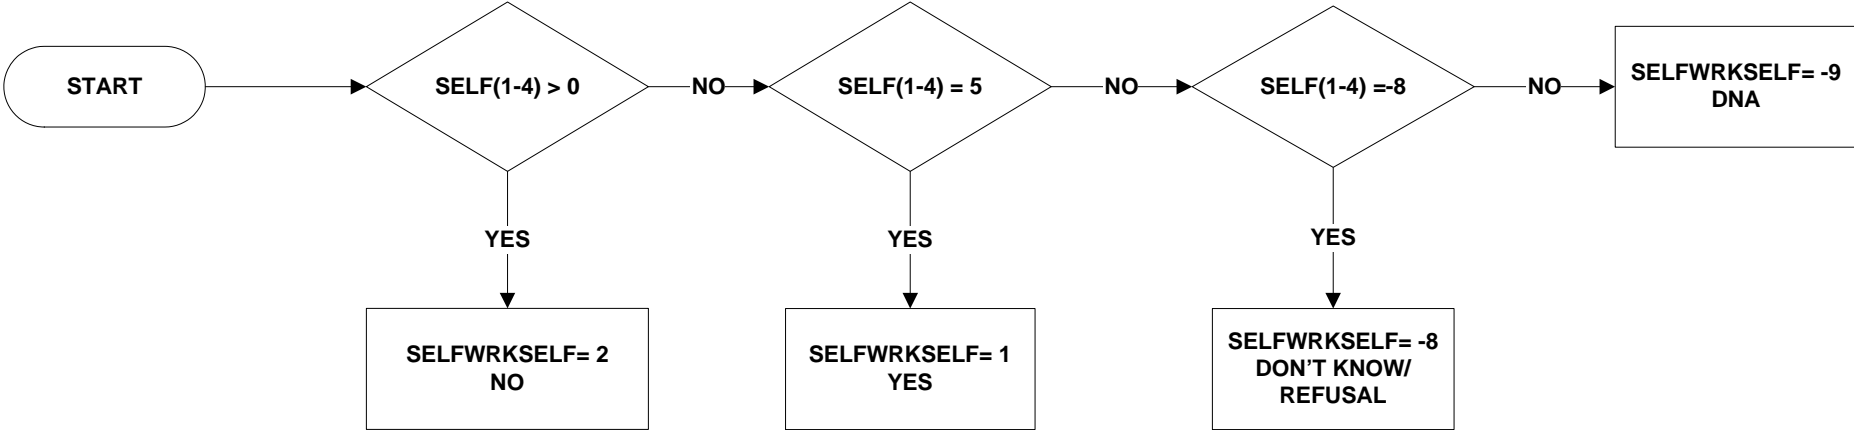 START
SELF(1-4) > 0
NO
SELF(1-4) = 5
NO
SELF(1-4) =-8
NO
SELFWRKSELF= -9
DNA
YES
YES
YES
SELFWRKSELF= 2
NO
SELFWRKSELF= 1
YES
SELFWRKSELF= -8
DON'T KNOW/
REFUSAL